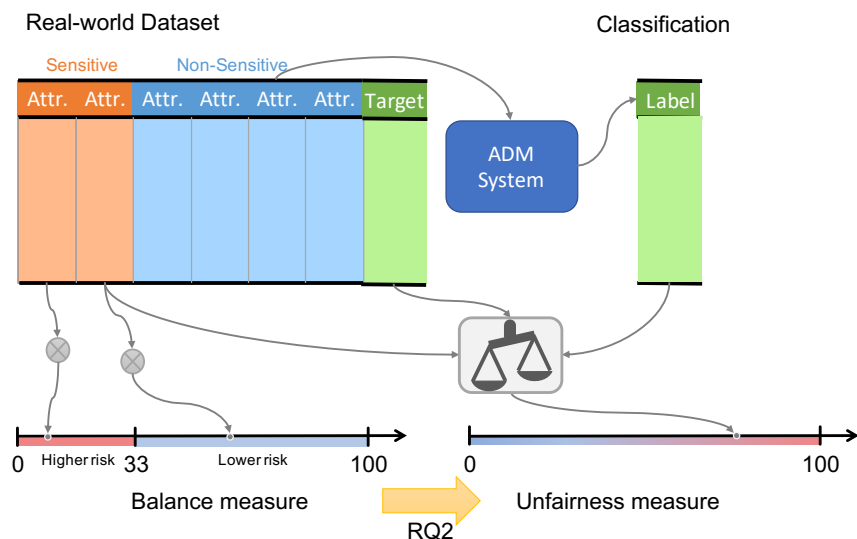 Real-world Dataset
Classification
Sensitive
Non-Sensitive
Attr. Attr. Attr. Attr. Attr. Attr. Target
Label
ADM
System
0
Higher risk
33
Lower risk
100
0
100
Balance measure
Unfairness measure
RQ2